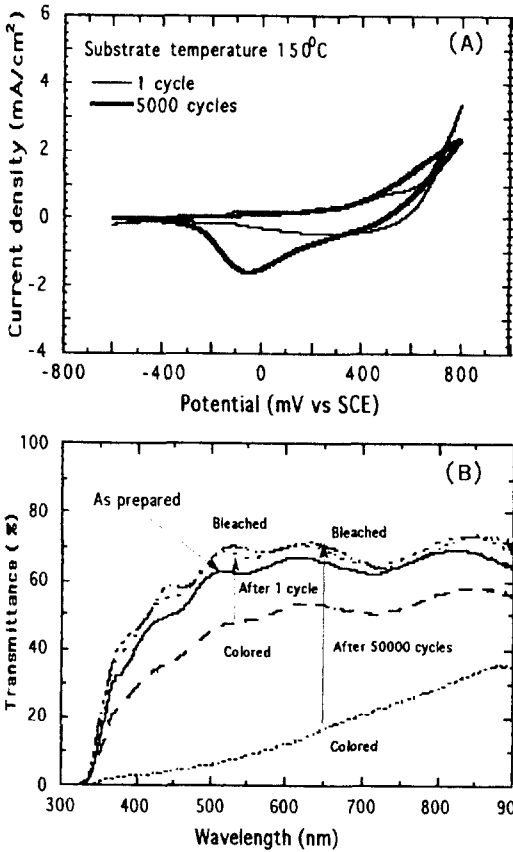 (A)
Substrate temperature 150°C
1 cycle
5000 cycles
Current density (mA/cm²)
6
4
2
0
-2
-4
-800
-400
0
400
800
Potential (mV vs SCE)
(B)
As prepared
Bleached
Bleached
After 1 cycle
Colored
After 50000 cycles
Colored
Transmittance (%)
100
80
60
40
20
0
300
400
500
600
700
800
90
Wavelength (nm)